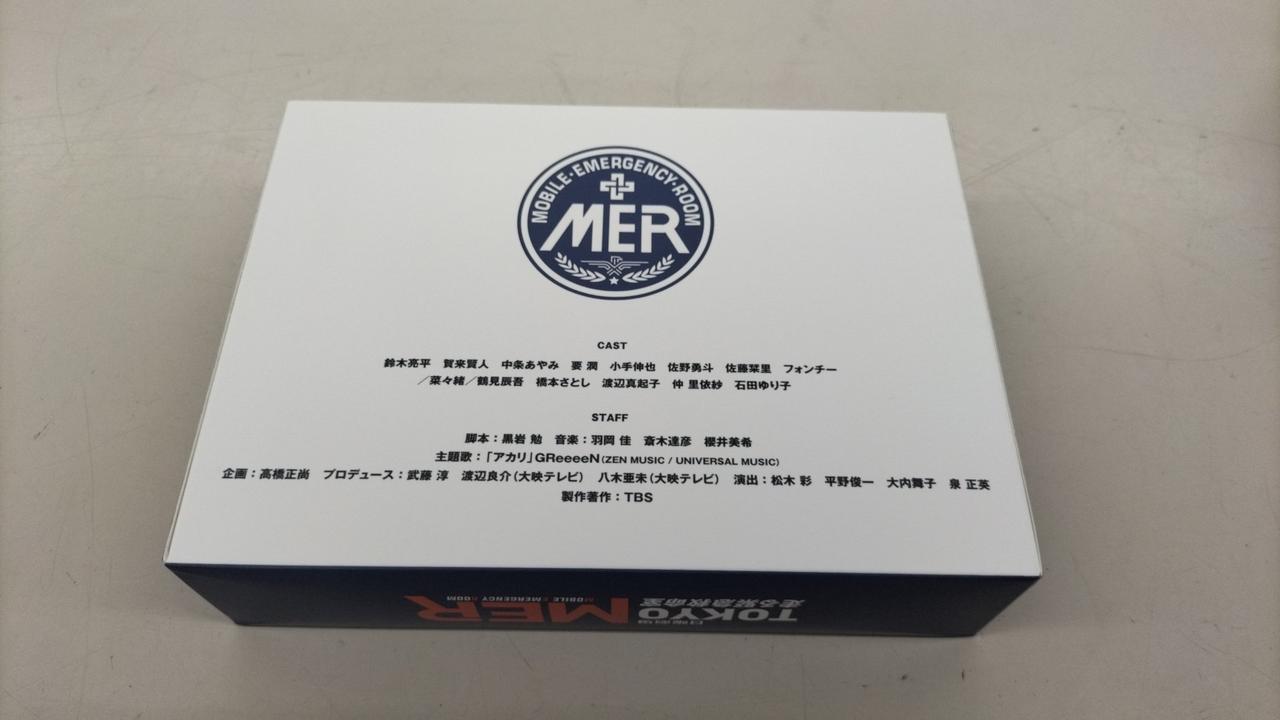 MOBILE・EMERGENCY・ROOM
MER
CAST
鈴木亮平　賀来賢人　中条あやみ　要 潤　小手伸也　佐野勇斗　佐藤栞里　フォンチー
／菜々緒／鶴見辰吾　橋本さとし　渡辺真起子　仲 里依紗　石田ゆり子
STAFF
脚本：黒岩 勉　音楽：羽岡 佳　斎木達彦　櫻井美希
主題歌：「アカリ」GReeeeN（ZEN MUSIC / UNIVERSAL MUSIC）
企画：高橋正尚　プロデュース：武藤 淳　渡辺良介（大映テレビ）　八木亜未（大映テレビ）　演出：松木 彩　平野俊一　大内舞子　泉 正英
製作著作：TBS
日曜劇場
TOKYO MER
走る緊急救命室
MOBILE EMERGENCY ROOM